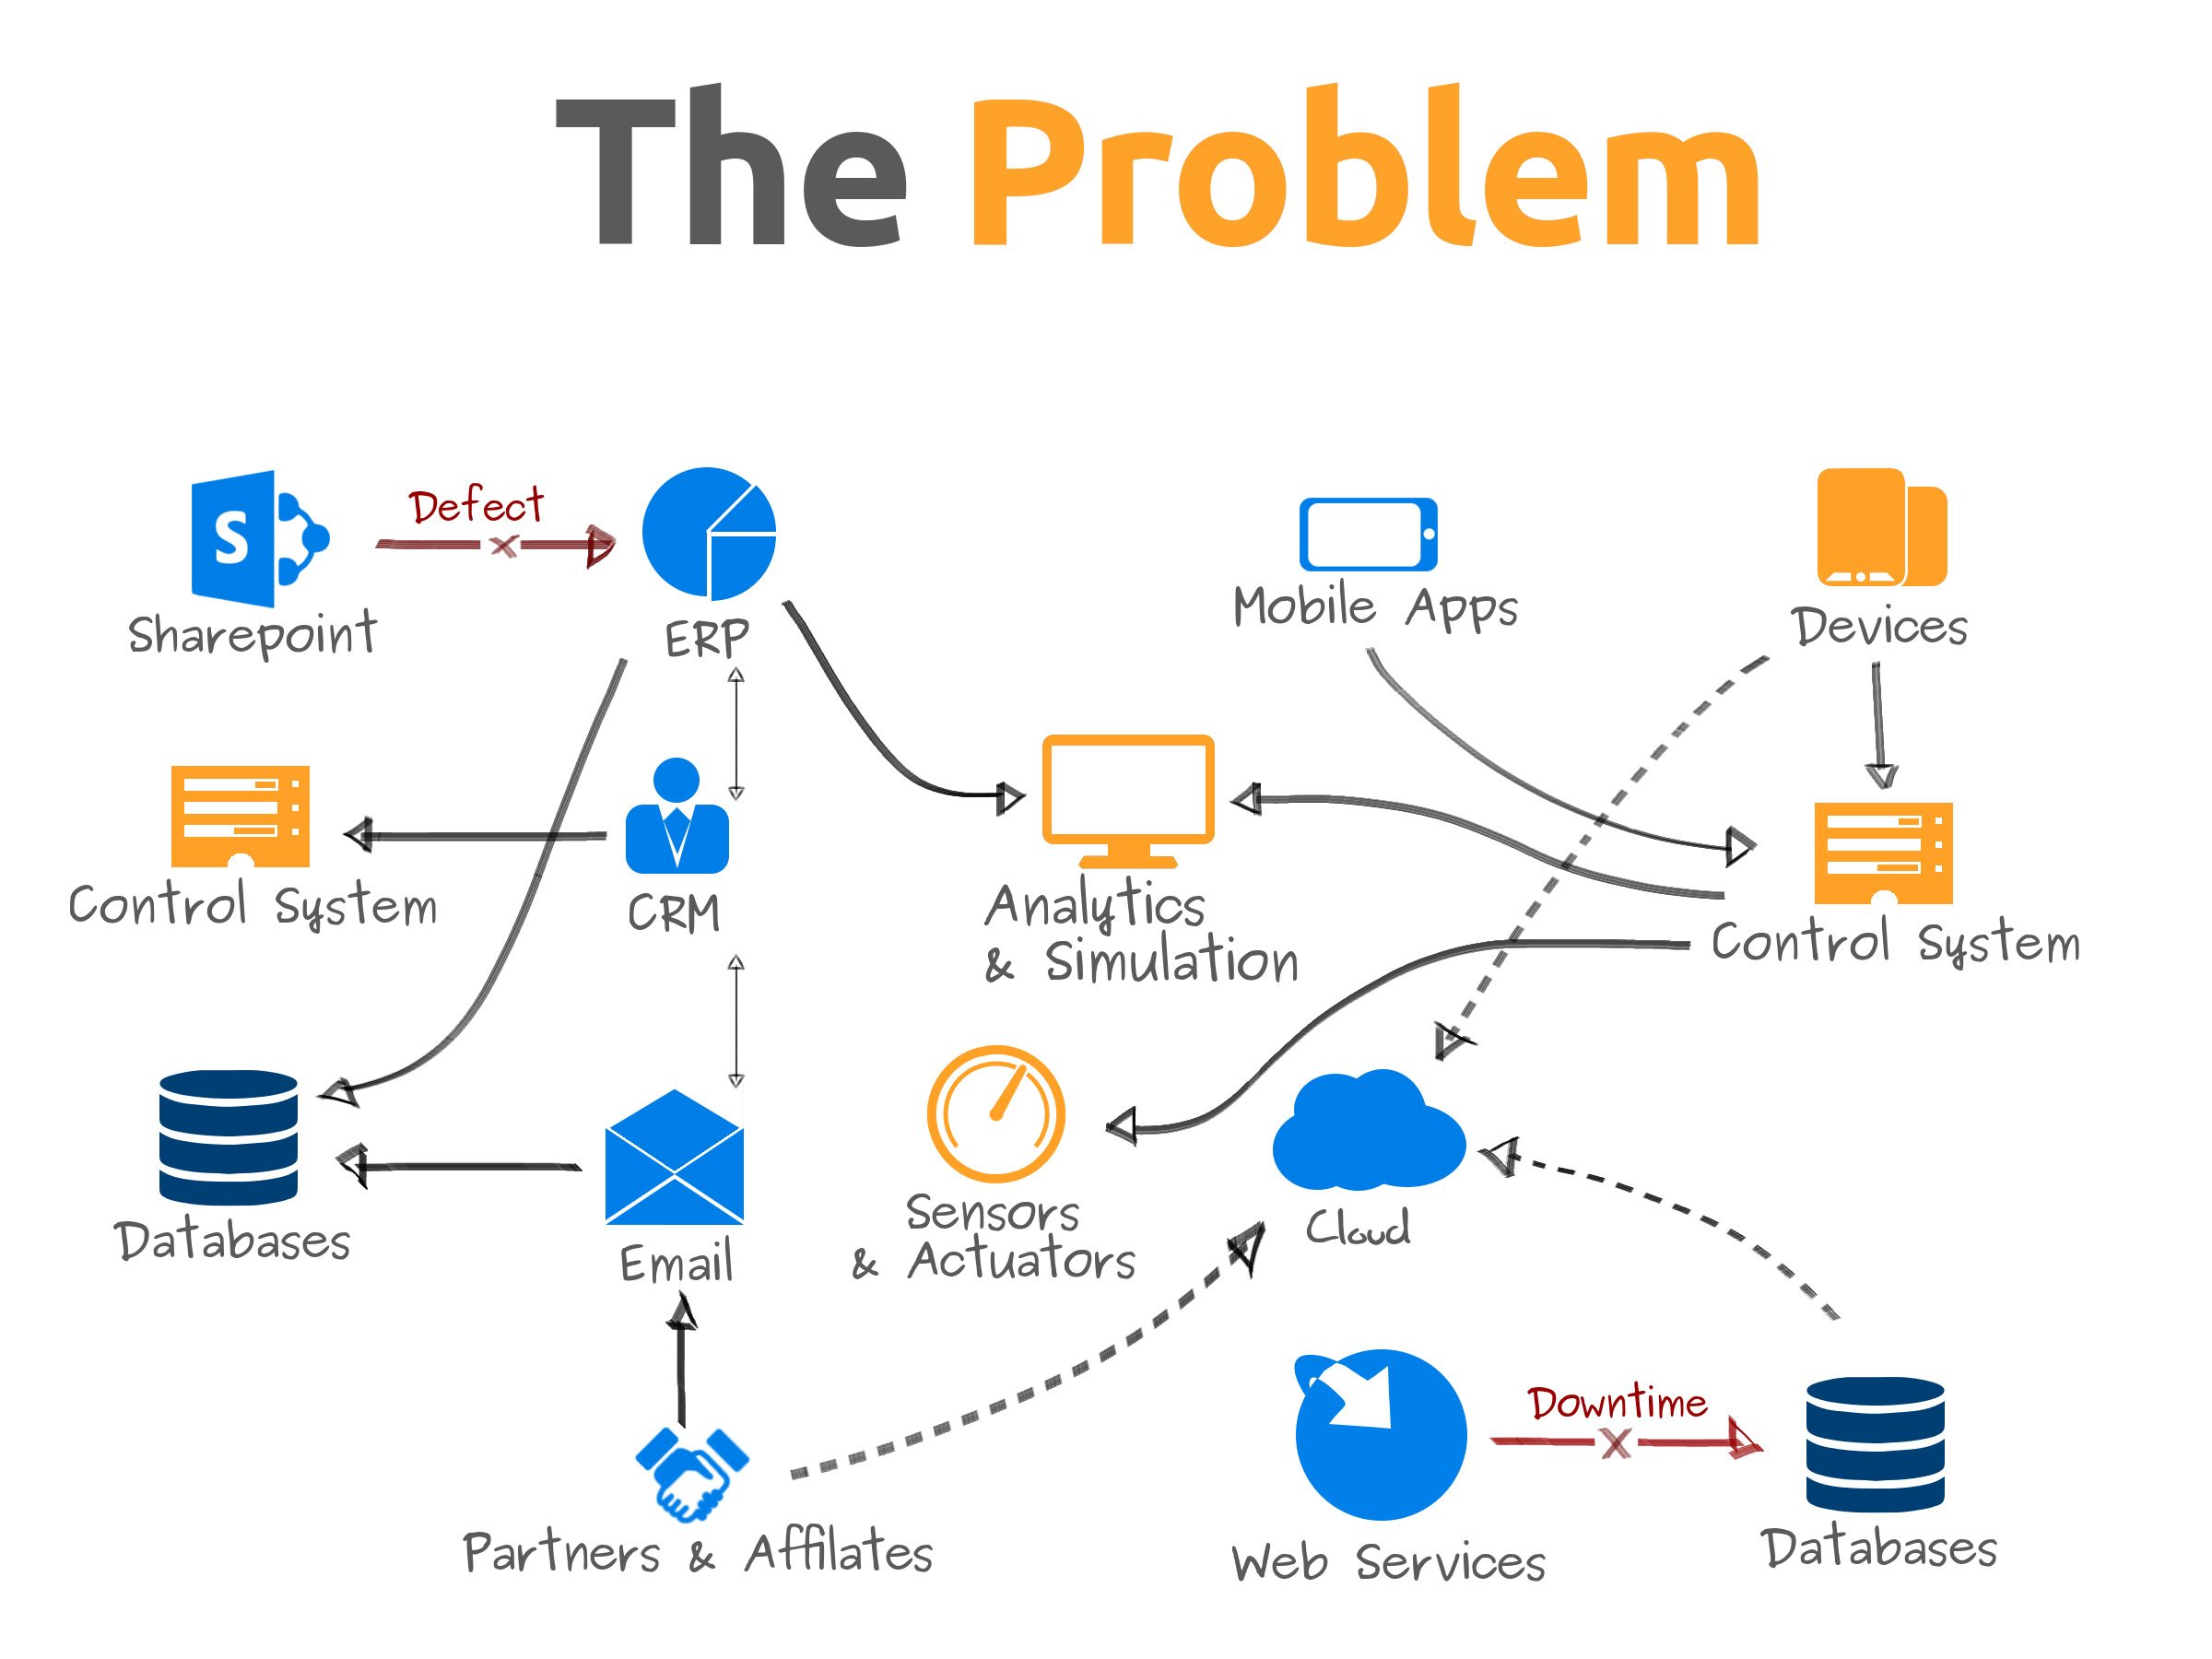 The Problem
Defect
S
Sharepoint
ERP
Mobile Apps
Devices
Control System
CRM
Analytics
& Simulation
Control System
Databases
Email
Sensors
& Actuators
Cloud
Downtime
Partners & Affilates
Web Services
Databases